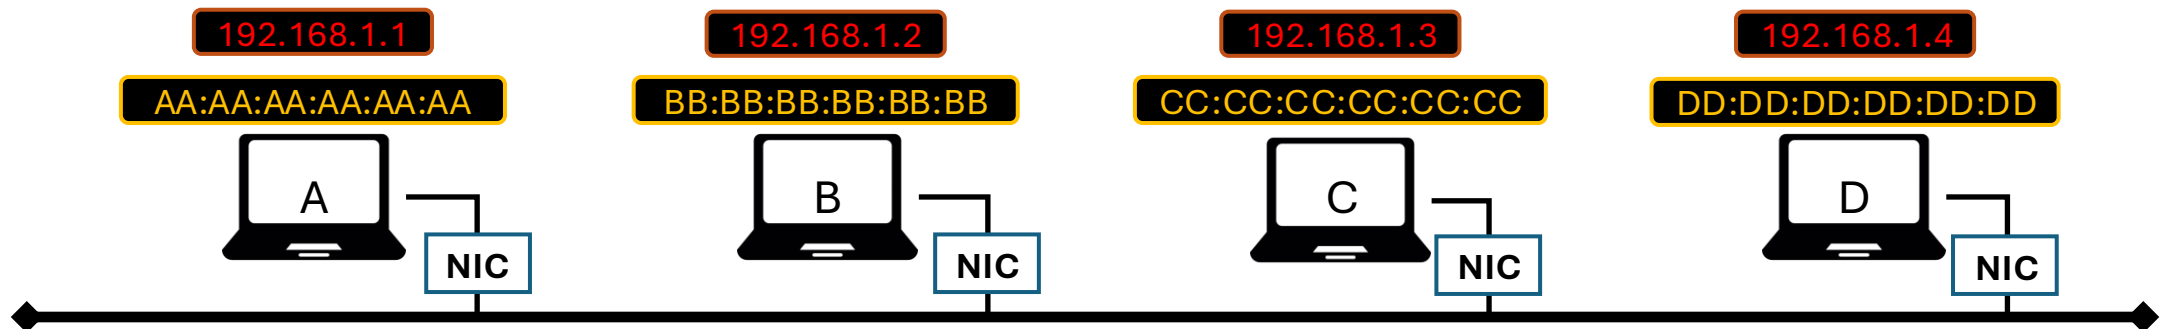 192.168.1.1
192.168.1.2
192.168.1.3
192.168.1.4
AA:AA:AA:AA:AA:AA
BB:BB:BB:BB:BB:BB
CC:CC:CC:CC:CC:CC
DD:DD:DD:DD:DD:DD
A
B
C
D
NIC
NIC
NIC
NIC